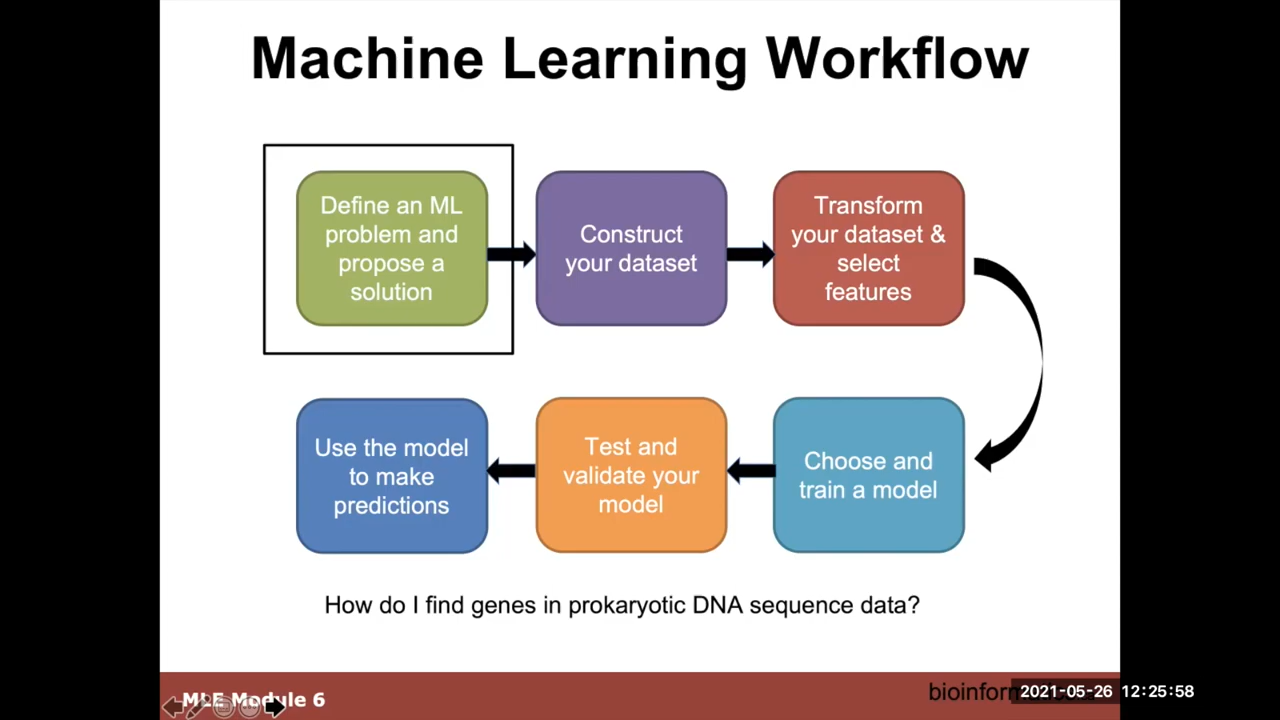 Machine Learning Workflow
Define an ML
problem and
propose a
solution
Construct
your dataset
Transform
your dataset &
select
features
Use the model
to make
predictions
Test and
validate your
model
Choose and
train a model
How do I find genes in prokaryotic DNA sequence data?
MLE Module 6
2021-05-26 12:25:58